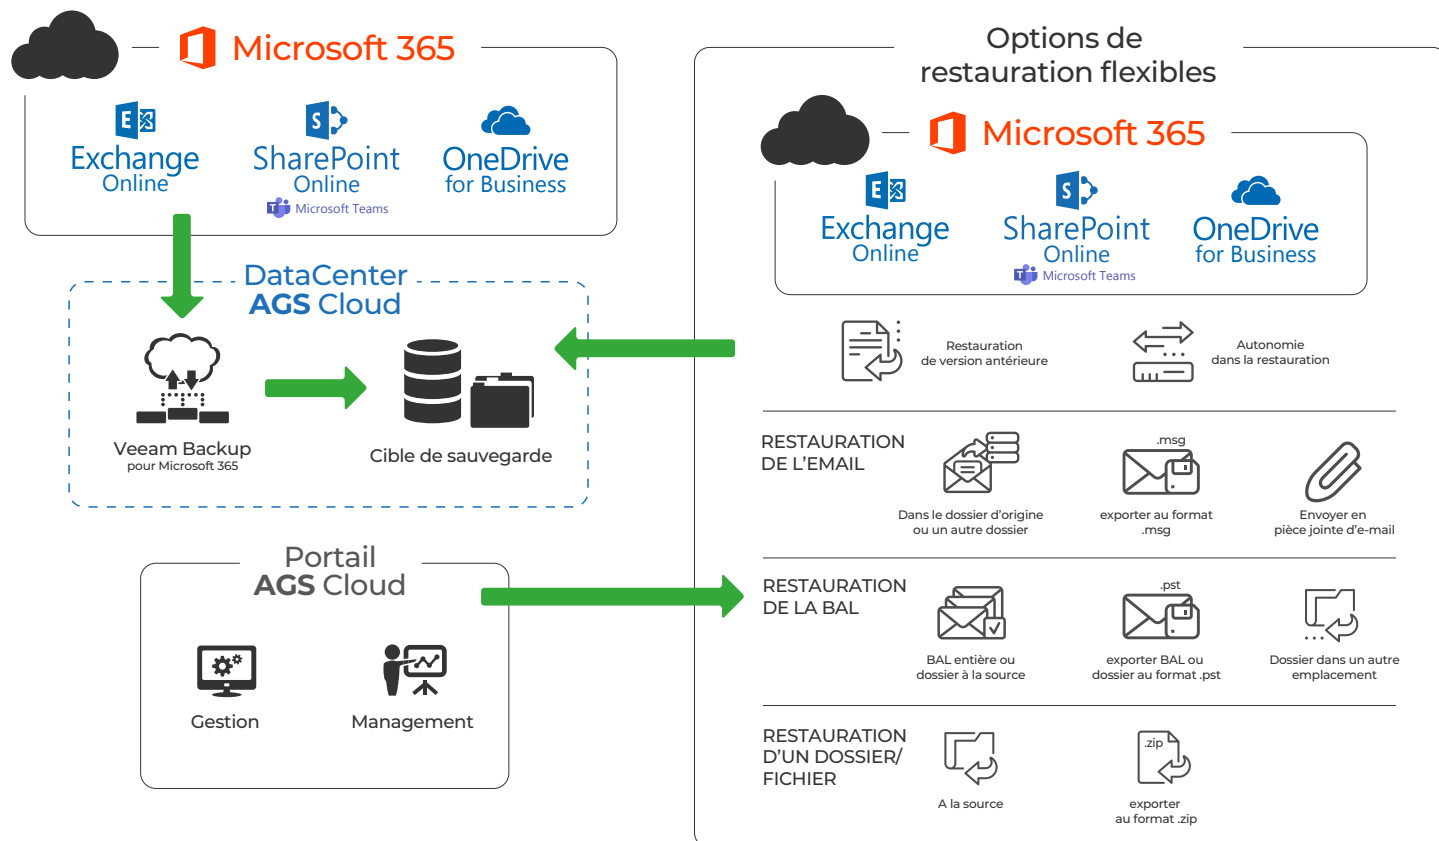 Microsoft 365
Exchange
Online
SharePoint
Online
Microsoft Teams
OneDrive
for Business
DataCenter
AGS Cloud
Veeam Backup
pour Microsoft 365
Cible de sauvegarde
Portail
AGS Cloud
Gestion
Management
Options de
restauration flexibles
Microsoft 365
Exchange
Online
SharePoint
Online
Microsoft Teams
OneDrive
for Business
Restauration
de version antérieure
Autonomie
dans la restauration
RESTAURATION
DE L’EMAIL
Dans le dossier d’origine
ou un autre dossier
.msg
exporter au format
.msg
Envoyer en
pièce jointe d’e-mail
RESTAURATION
DE LA BAL
BAL entière ou
dossier à la source
.pst
exporter BAL ou
dossier au format .pst
Dossier dans un autre
emplacement
RESTAURATION
D’UN DOSSIER/
FICHIER
A la source
.zip
exporter
au format .zip